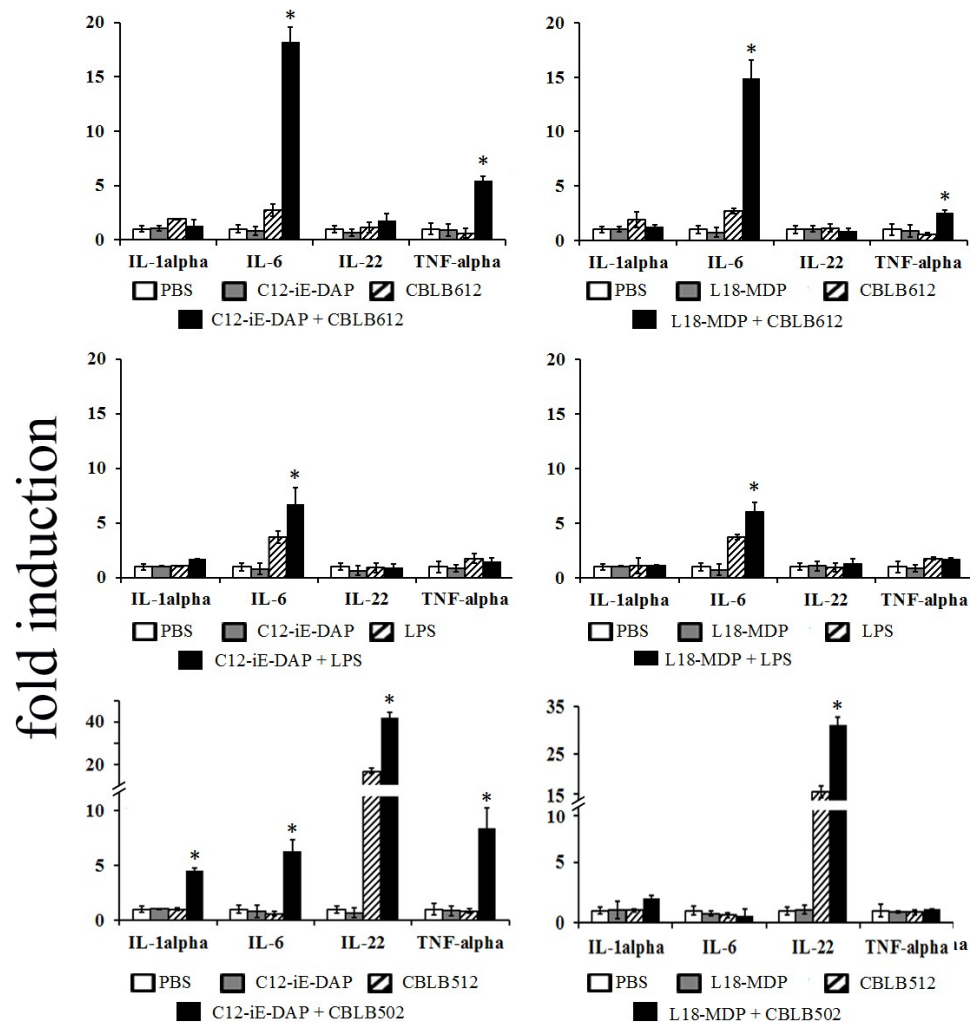 fold induction
20
15
10
5
0
*
*
IL-1alpha IL-6 IL-22 TNF-alpha
PBS C12-iE-DAP CBLB612
C12-iE-DAP + CBLB612
20
15
10
5
0
*
*
IL-1alpha IL-6 IL-22 TNF-alpha
PBS L18-MDP CBLB612
L18-MDP + CBLB612
20
15
10
5
0
*
IL-1alpha IL-6 IL-22 TNF-alpha
PBS C12-iE-DAP LPS
C12-iE-DAP + LPS
20
15
10
5
0
*
IL-1alpha IL-6 IL-22 TNF-alpha
PBS L18-MDP LPS
L18-MDP + LPS
40
20
10
5
0
*
*
*
*
IL-1alpha IL-6 IL-22 TNF-alpha
PBS C12-iE-DAP CBLB512
C12-iE-DAP + CBLB502
35
25
15
0
5
0
*
IL-1alpha IL-6 IL-22 TNF-alpha
PBS L18-MDP CBLB512
L18-MDP + CBLB502